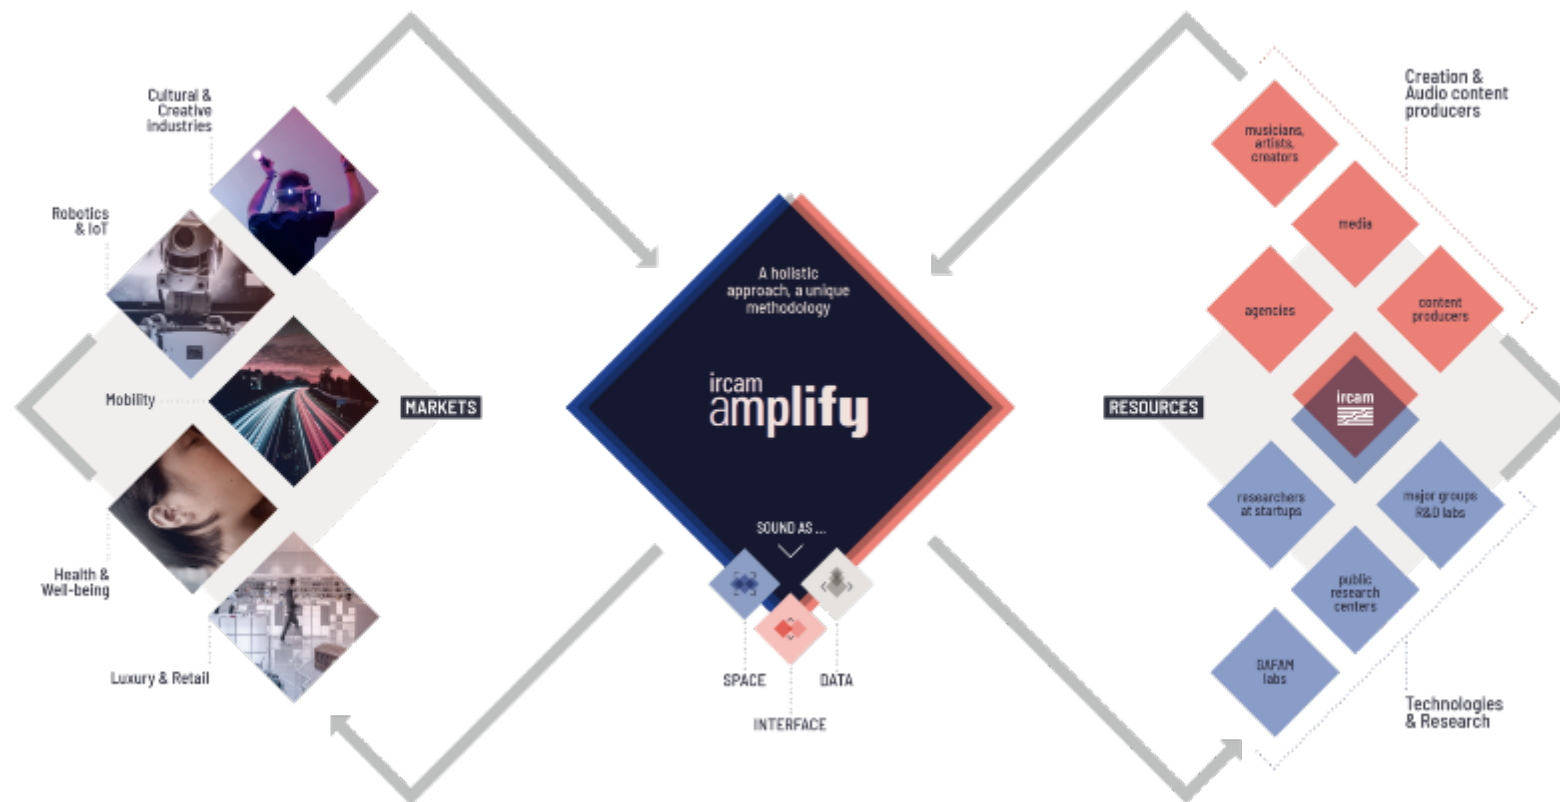 Cultural &
Creative
industries
Robotics
& IoT
Mobility
Health &
Well-being
Luxury & Retail
MARKETS
A holistic
approach, a unique
methodology
ircam
amplify
SOUND AS ...
SPACE
DATA
INTERFACE
RESOURCES
Creation &
Audio content
producers
musicians,
artists,
creators
media
agencies
content
producers
ircam
researchers
at startups
major groups
R&D labs
public
research
centers
GAFAM
labs
Technologies
& Research